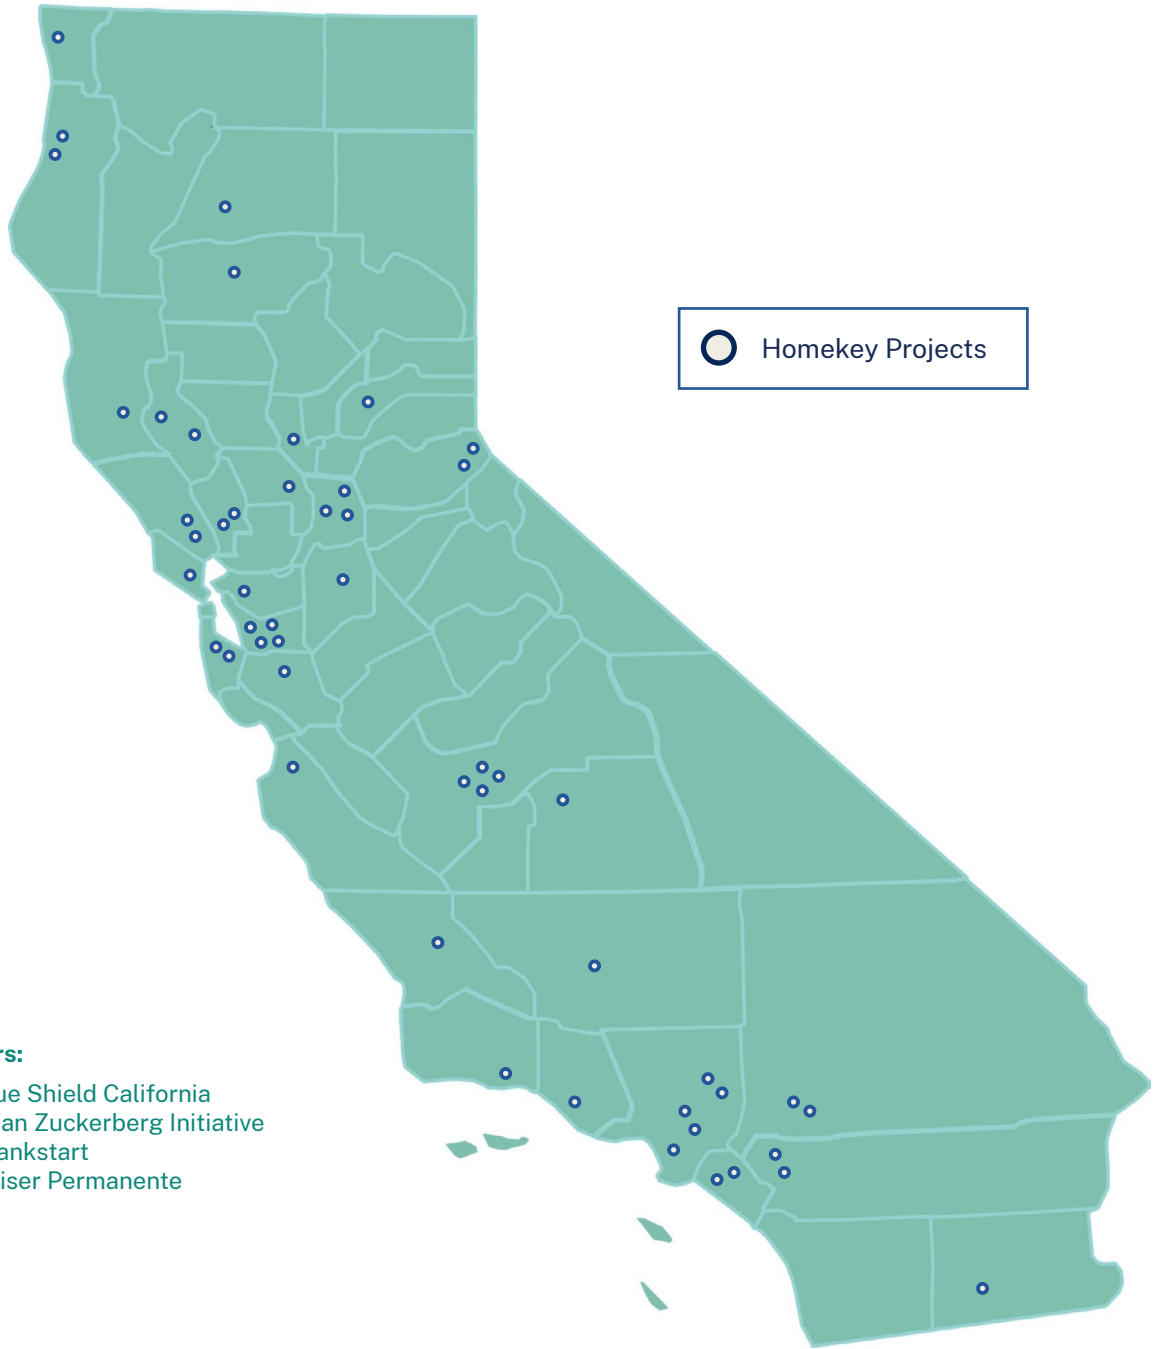 Homekey Projects
rs:
ue Shield California
an Zuckerberg Initiative
ankstart
iser Permanente